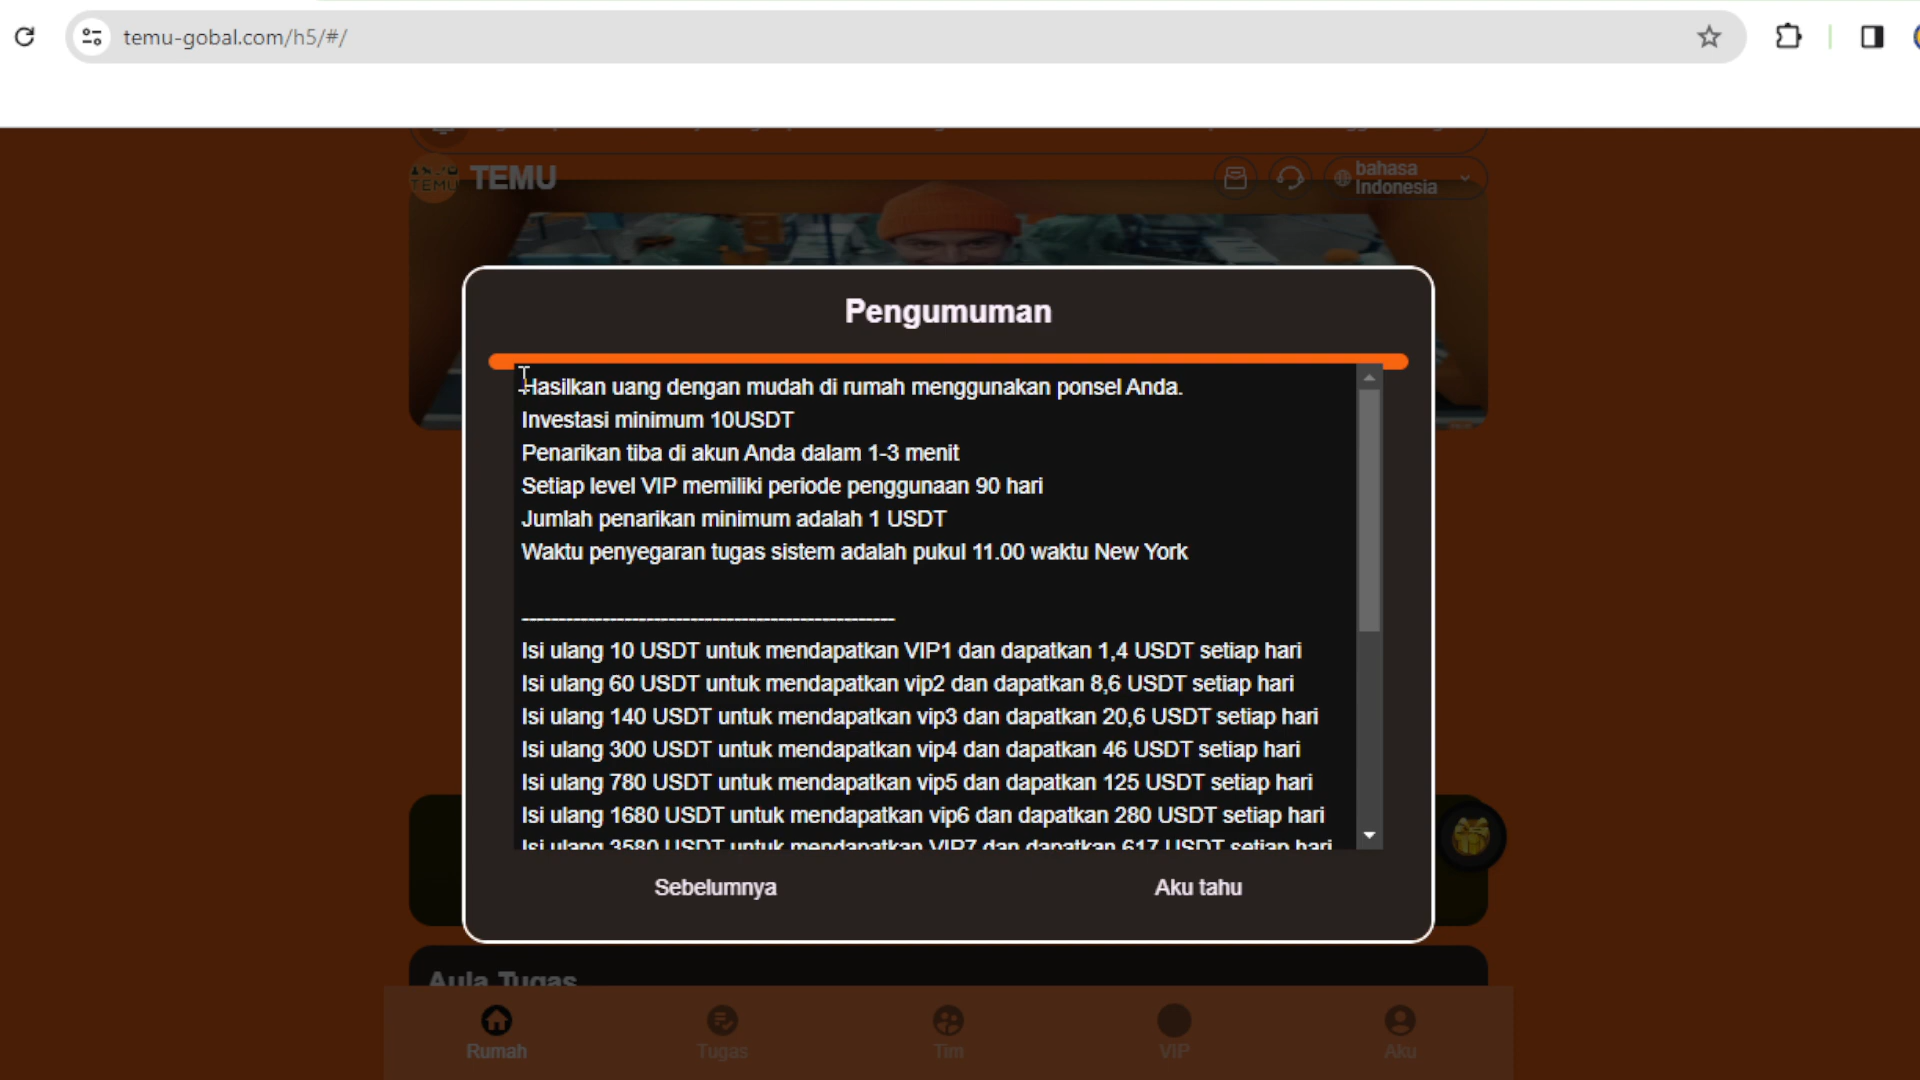 temu-gobal.com/h5/#/
TEMU
TEMU
bahasa
Indonesia
Pengumuman
Hasilkan uang dengan mudah di rumah menggunakan ponsel Anda.
Investasi minimum 10USDT
Penarikan tiba di akun Anda dalam 1-3 menit
Setiap level VIP memiliki periode penggunaan 90 hari
Jumlah penarikan minimum adalah 1 USDT
Waktu penyegaran tugas sistem adalah pukul 11.00 waktu New York
Isi ulang 10 USDT untuk mendapatkan VIP1 dan dapatkan 1,4 USDT setiap hari
Isi ulang 60 USDT untuk mendapatkan vip2 dan dapatkan 8,6 USDT setiap hari
Isi ulang 140 USDT untuk mendapatkan vip3 dan dapatkan 20,6 USDT setiap hari
Isi ulang 300 USDT untuk mendapatkan vip4 dan dapatkan 46 USDT setiap hari
Isi ulang 780 USDT untuk mendapatkan vip5 dan dapatkan 125 USDT setiap hari
Isi ulang 1680 USDT untuk mendapatkan vip6 dan dapatkan 280 USDT setiap hari
Isi ulang 3580 USDT untuk mendapatkan VIP7 dan dapatkan 617 USDT setiap hari
Sebelumnya Aku tahu
Aula Tugas
Rumah Tugas Tim VIP Aku